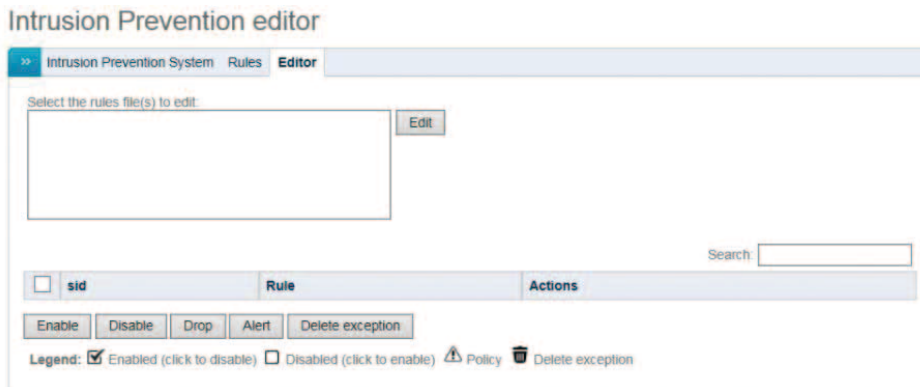 Intrusion Prevention editor
» Intrusion Prevention System Rules Editor
Select the rules file(s) to edit:
Edit
Search:
sid Rule Actions
Enable Disable Drop Alert Delete exception
Legend: Enabled (click to disable) Disabled (click to enable) Policy Delete exception